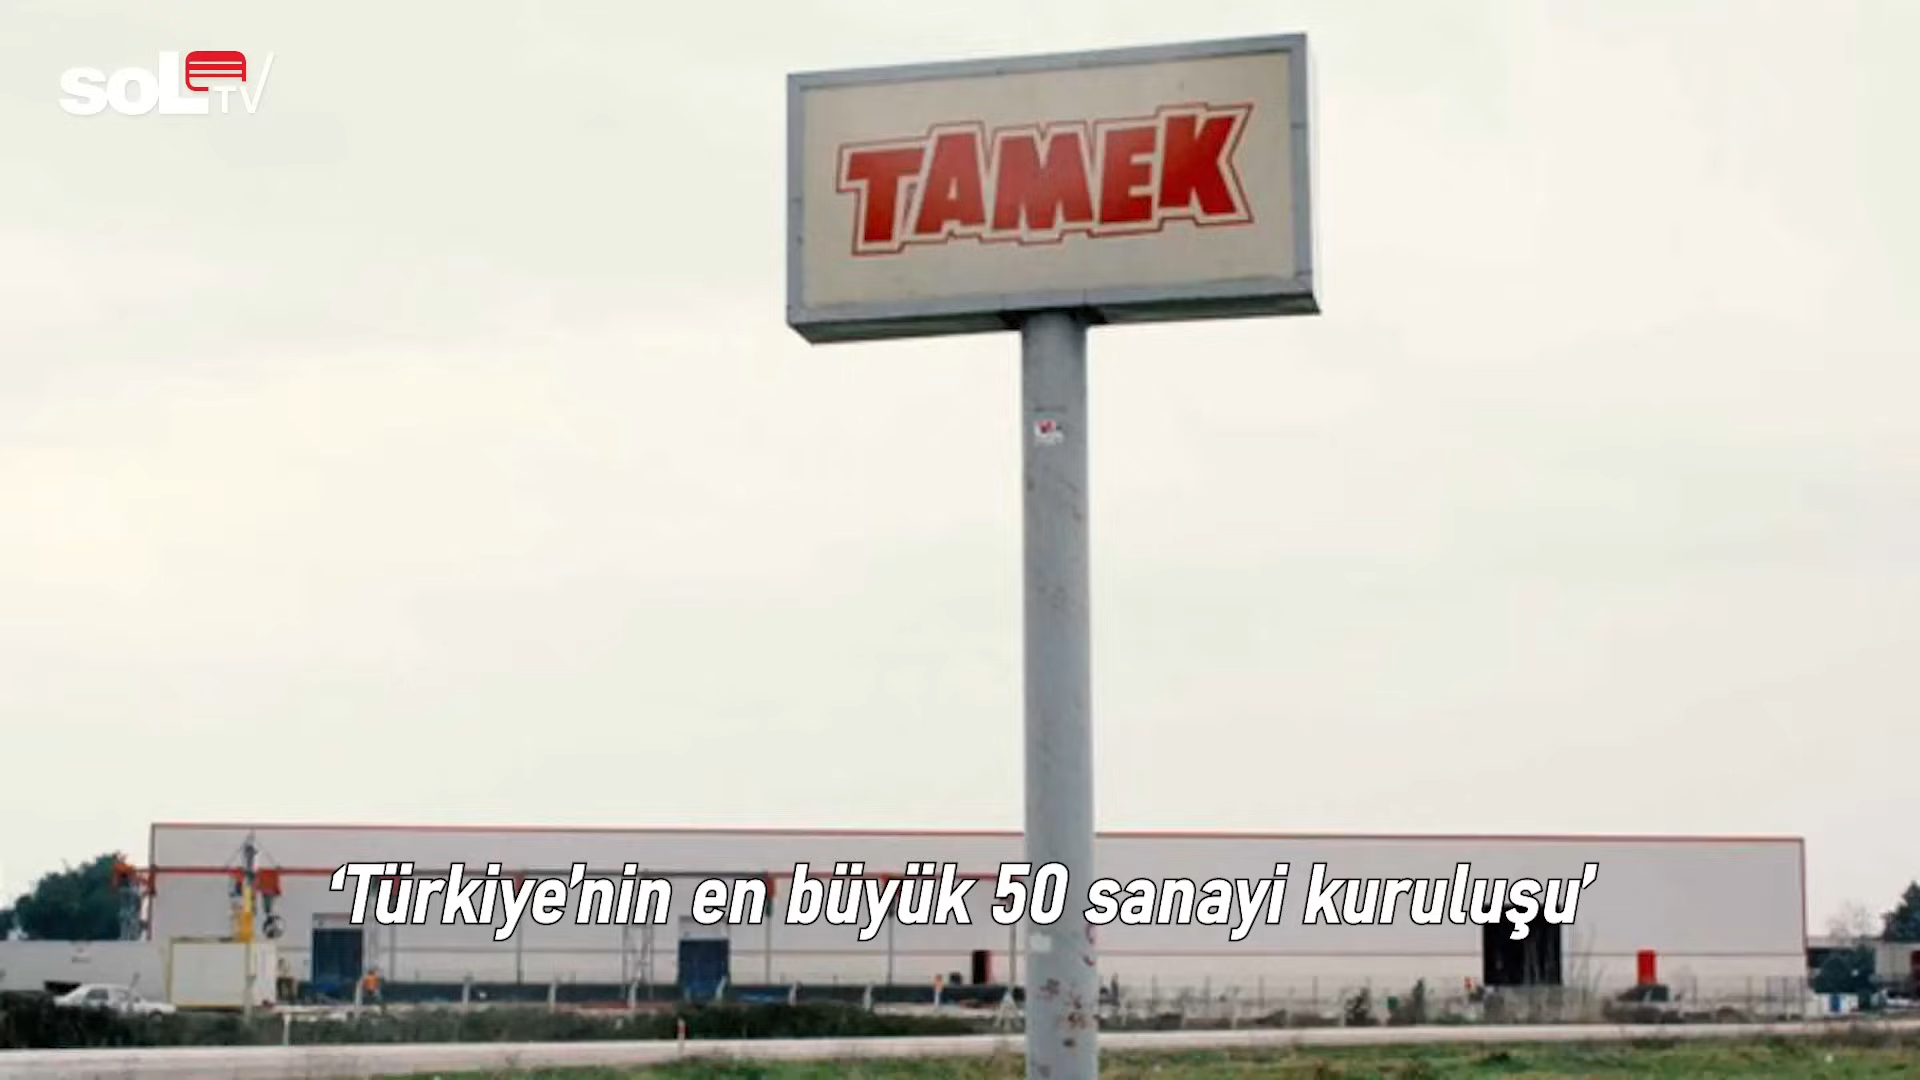 soL TV
TAMEK
‘Türkiye’nin en büyük 50 sanayi kuruluşu’